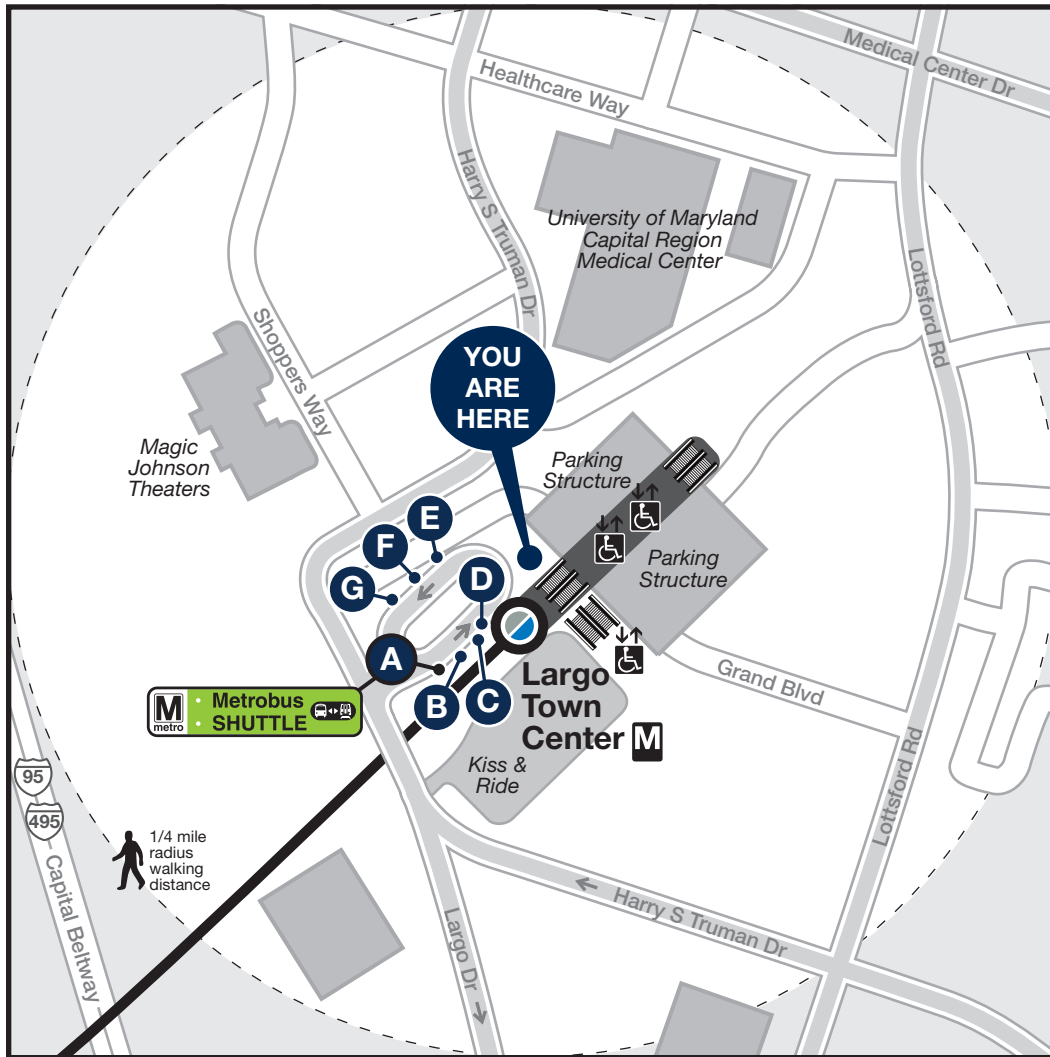 Medical Center Dr
Healthcare Way
Harry S Truman Dr
University of Maryland
Capital Region
Medical Center
Lottsford Rd
Shoppers Way
YOU
ARE
HERE
Magic
Johnson
Theaters
Parking
Structure
Parking
Structure
E
F
G
D
A
B
C
M
metro
• Metrobus
• SHUTTLE
Largo
Town
Center M
Grand Blvd
Kiss &
Ride
Lottsford Rd
95
495
Capital Beltway
1/4 mile
radius
walking
distance
Largo Dr
Harry S Truman Dr